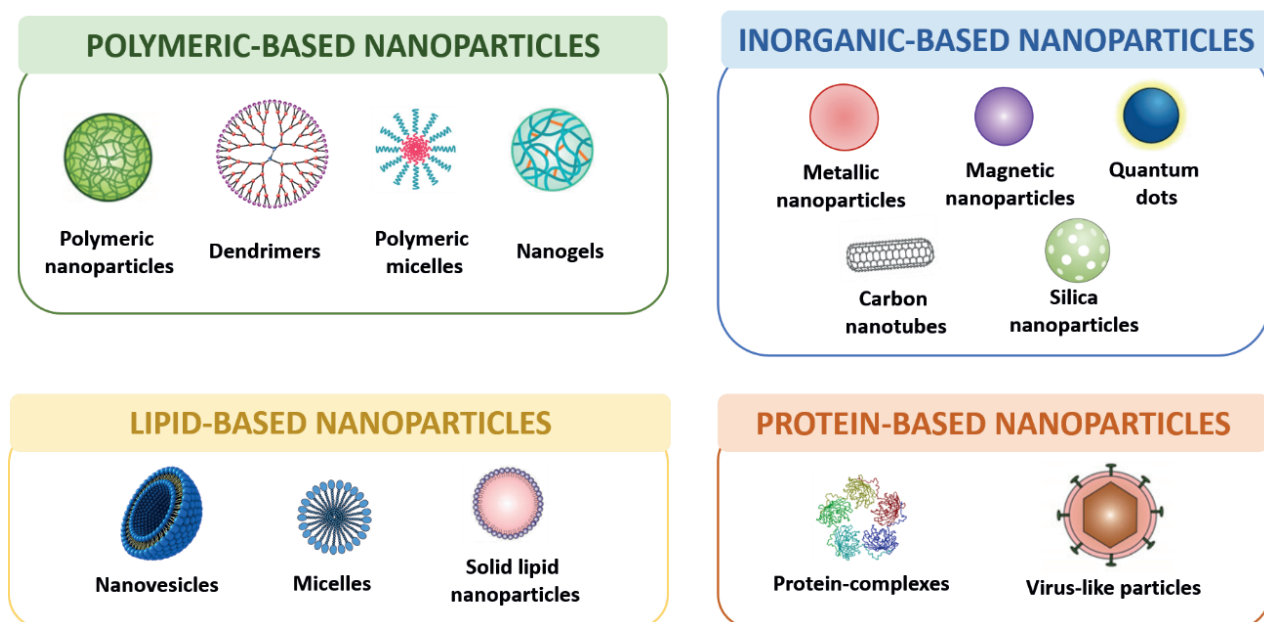 POLYMERIC-BASED NANOPARTICLES
Polymeric
nanoparticles
Dendrimers
Polymeric
micelles
Nanogels
INORGANIC-BASED NANOPARTICLES
Metallic
nanoparticles
Magnetic
nanoparticles
Quantum
dots
Carbon
nanotubes
Silica
nanoparticles
LIPID-BASED NANOPARTICLES
Nanovesicles
Micelles
Solid lipid
nanoparticles
PROTEIN-BASED NANOPARTICLES
Protein-complexes
Virus-like particles